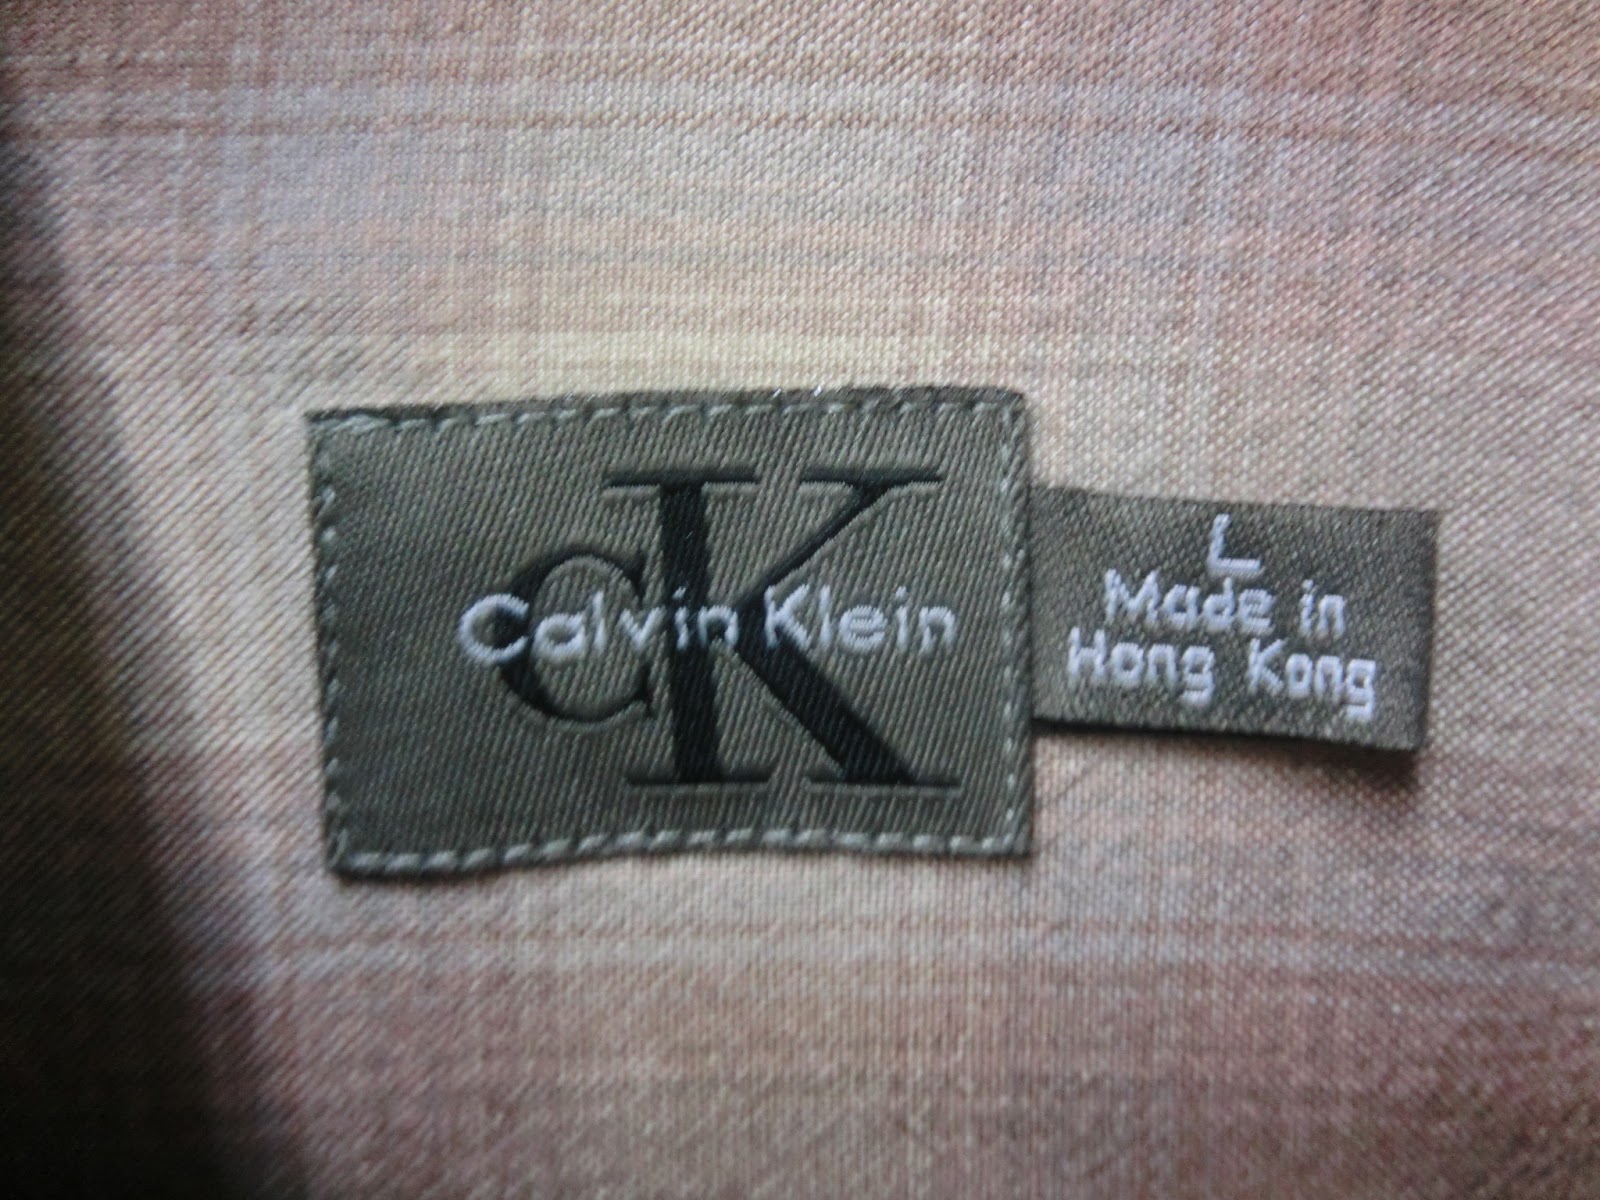 CK
Calvin Klein
L
Made in
Hong Kong